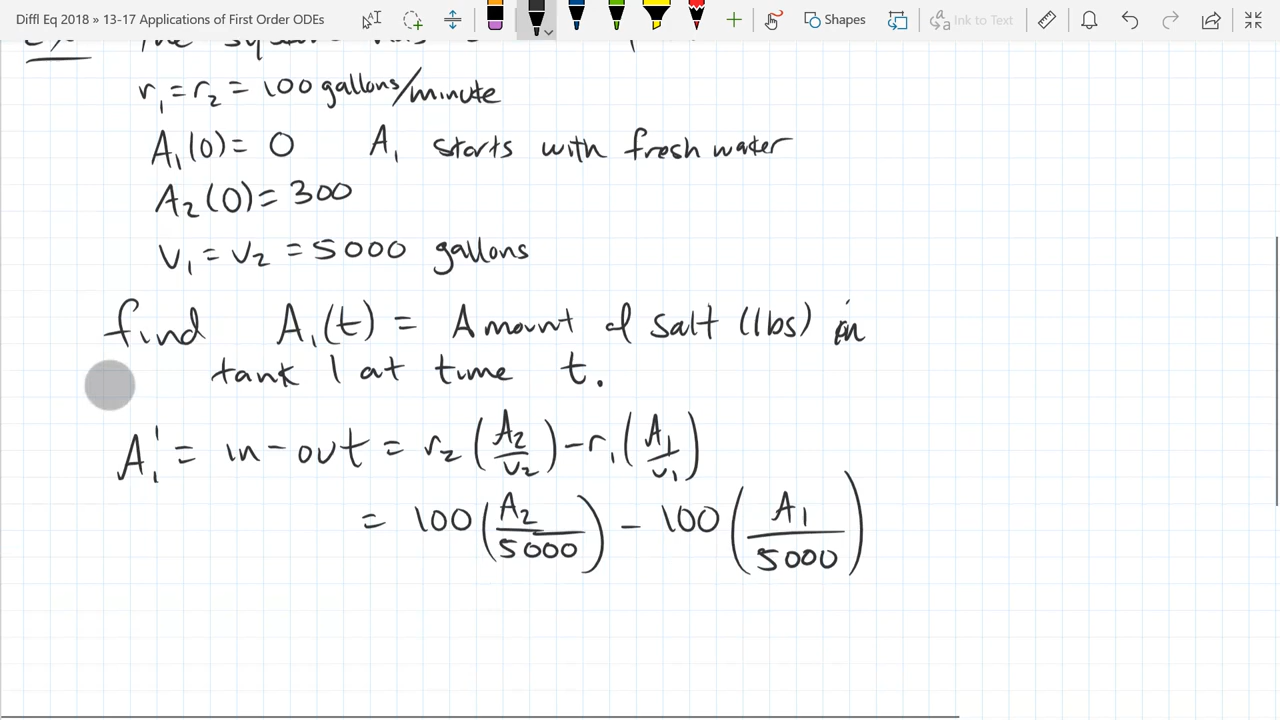 Diffl Eq 2018 » 13-17 Applications of First Order ODEs
Shapes
Ink to Text
ex. The square
r₁ = r₂ = 100 gallons/minute
A₁(0) = 0 A₁ starts with fresh water
A₂(0) = 300
V₁ = V₂ = 5000 gallons
find A₁(t) = Amount of salt (lbs) in
tank 1 at time t.
A₁' = in-out = r₂(A₂/V₂) - r₁(A₁/V₁)
= 100(A₂/5000) - 100(A₁/5000)